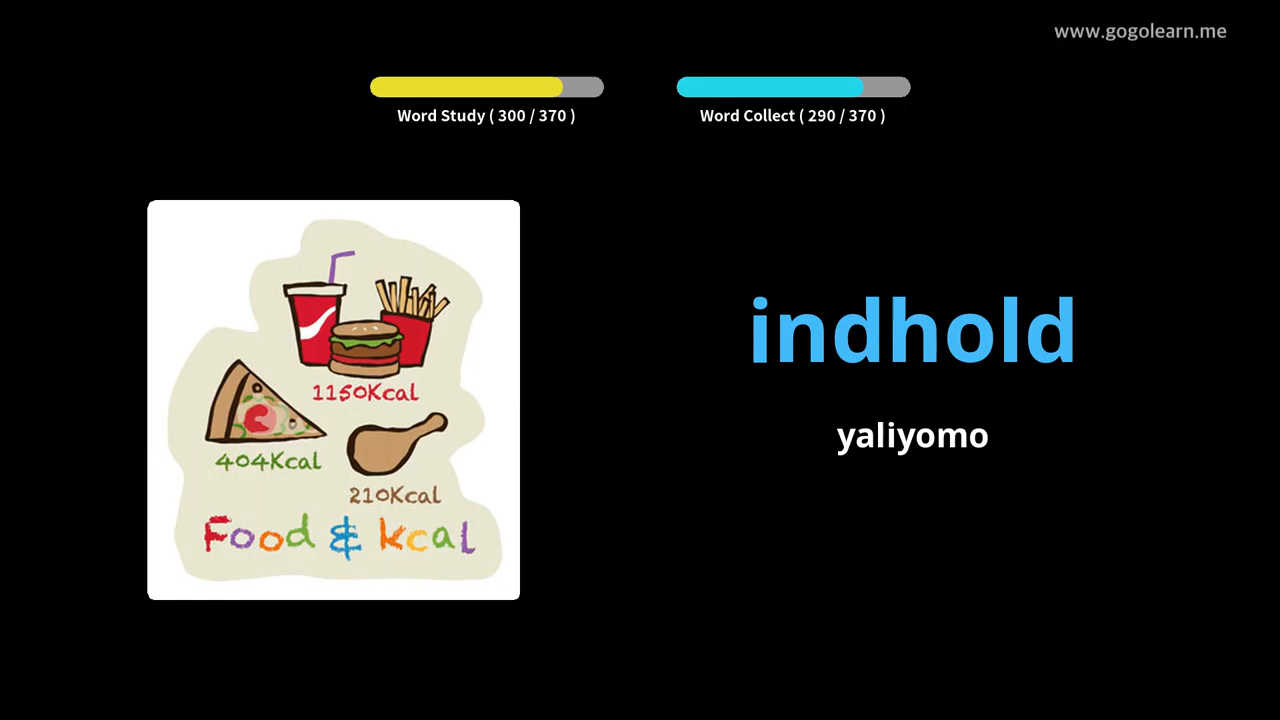 www.gogolearn.me
Word Study ( 300 / 370 )
Word Collect ( 290 / 370 )
1150Kcal
404Kcal
210Kcal
Food & kcal
indhold
yaliyomo